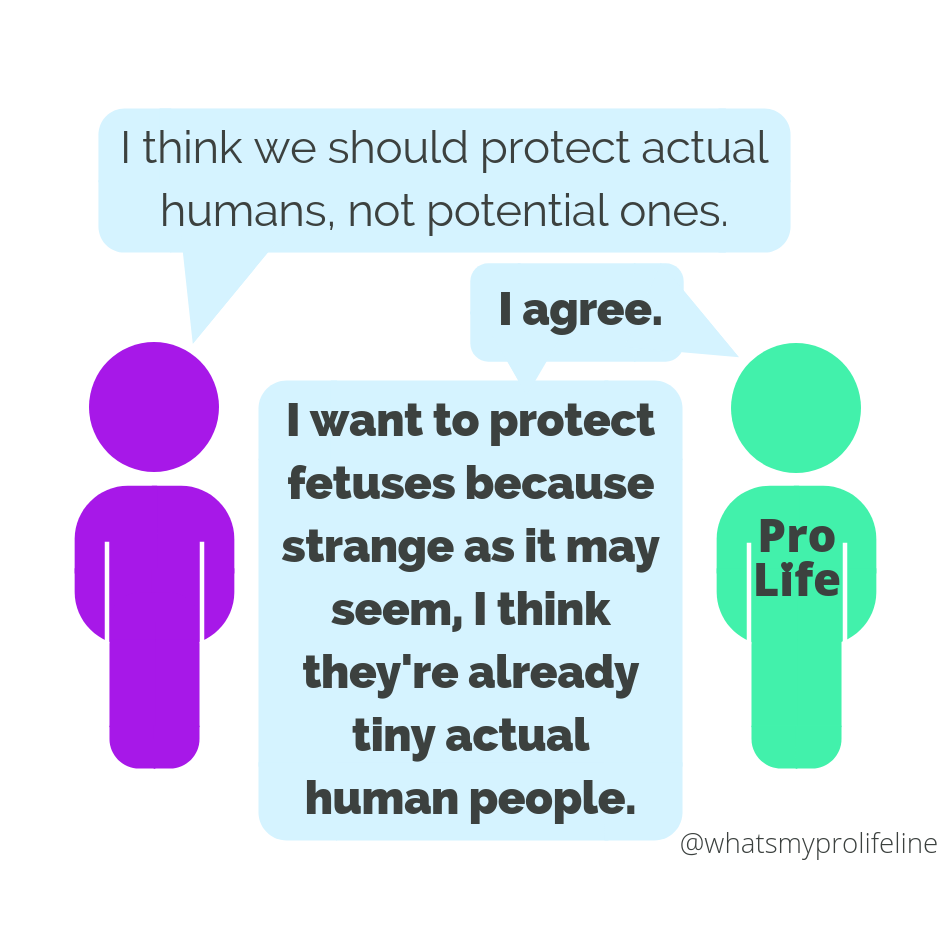 I think we should protect actual
humans, not potential ones.
I agree.
I want to protect
fetuses because
strange as it may
seem, I think
they're already
tiny actual
human people.
Pro
Life
@whatsmyprolifeline